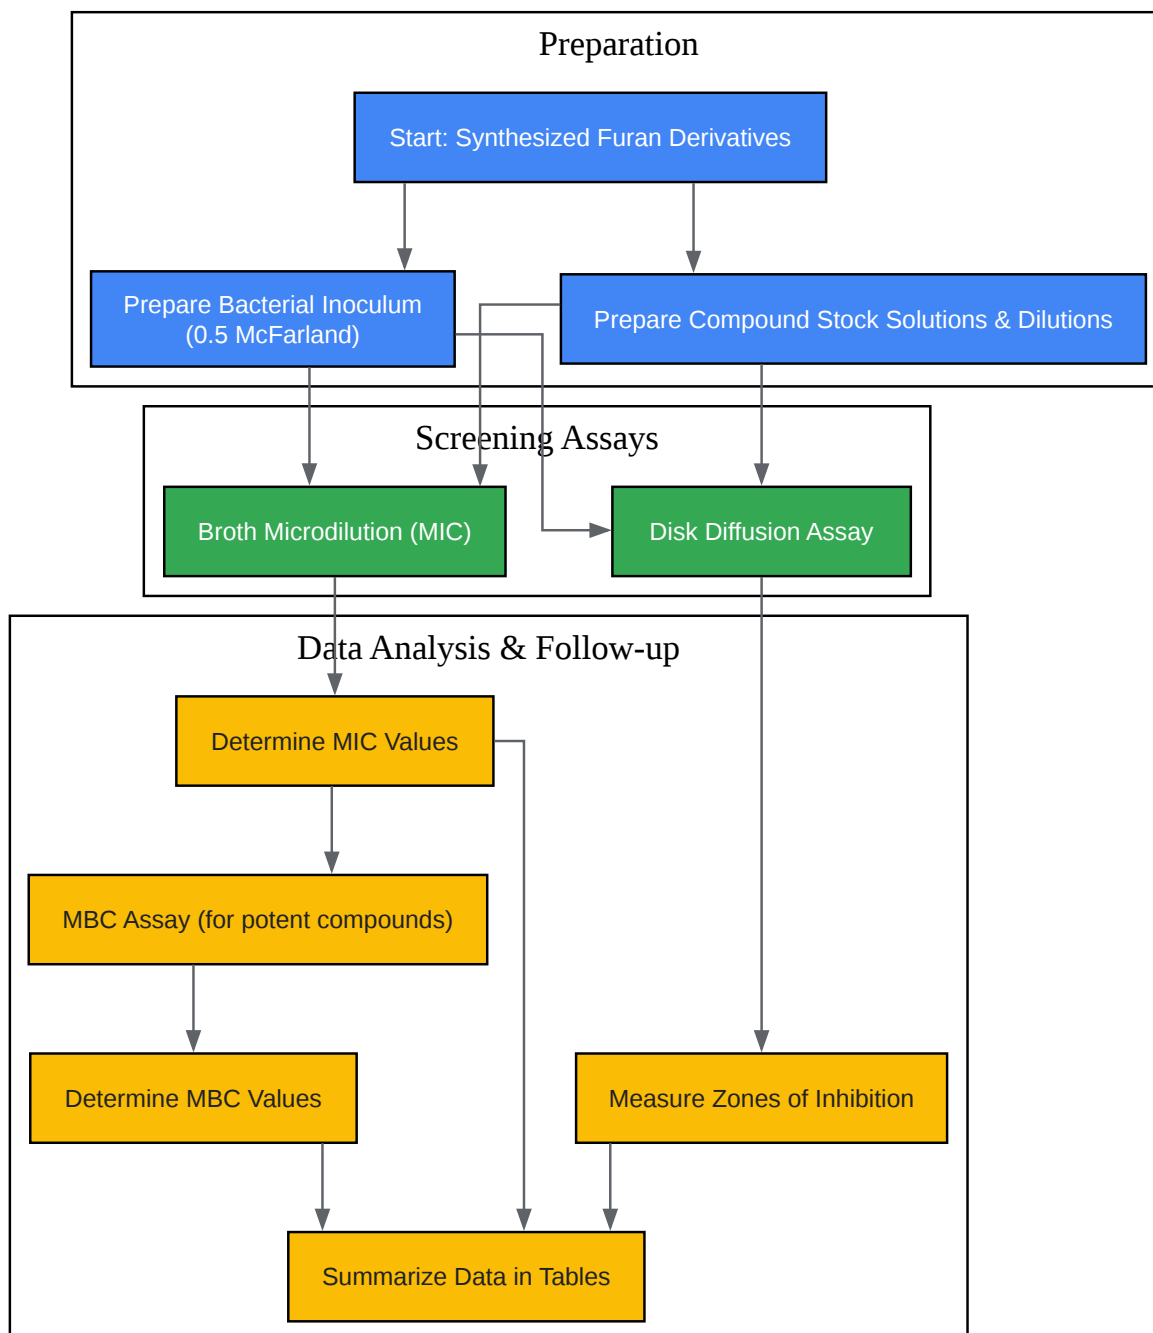 Preparation
Start: Synthesized Furan Derivatives
Prepare Bacterial Inoculum
(0.5 McFarland)
Prepare Compound Stock Solutions & Dilutions
Screening Assays
Broth Microdilution (MIC)
Disk Diffusion Assay
Data Analysis & Follow-up
Determine MIC Values
MBC Assay (for potent compounds)
Determine MBC Values
Measure Zones of Inhibition
Summarize Data in Tables